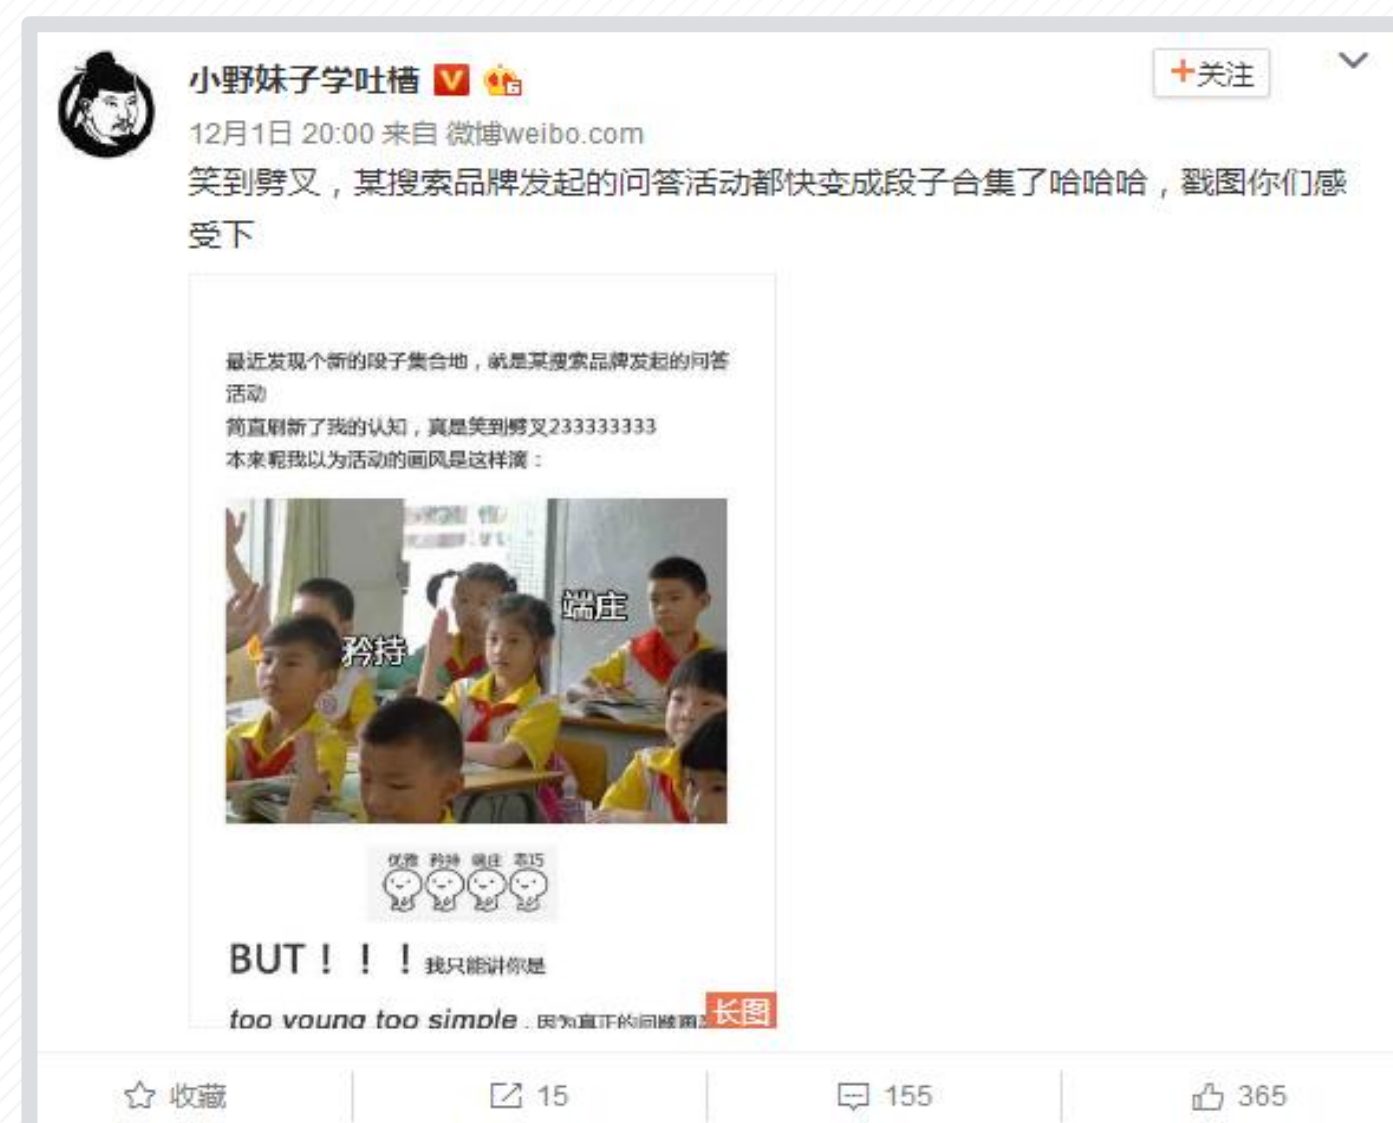 小野妹子学吐槽
+关注
12月1日 20:00 来自 微博weibo.com
笑到劈叉，某搜索品牌发起的问答活动都快变成段子合集了哈哈哈，戳图你们感
受下
最近发现个新的段子集合地，就是某搜索品牌发起的问答
活动
简直刷新了我的认知，真是笑到劈叉233333333
本来呢我以为活动的画风是这样滴：
端庄
矜持
优雅 矜持 端庄 乖巧
BUT！！！我只能讲你是
too young too simple，因为真正的问题画
长图
收藏
15
155
365